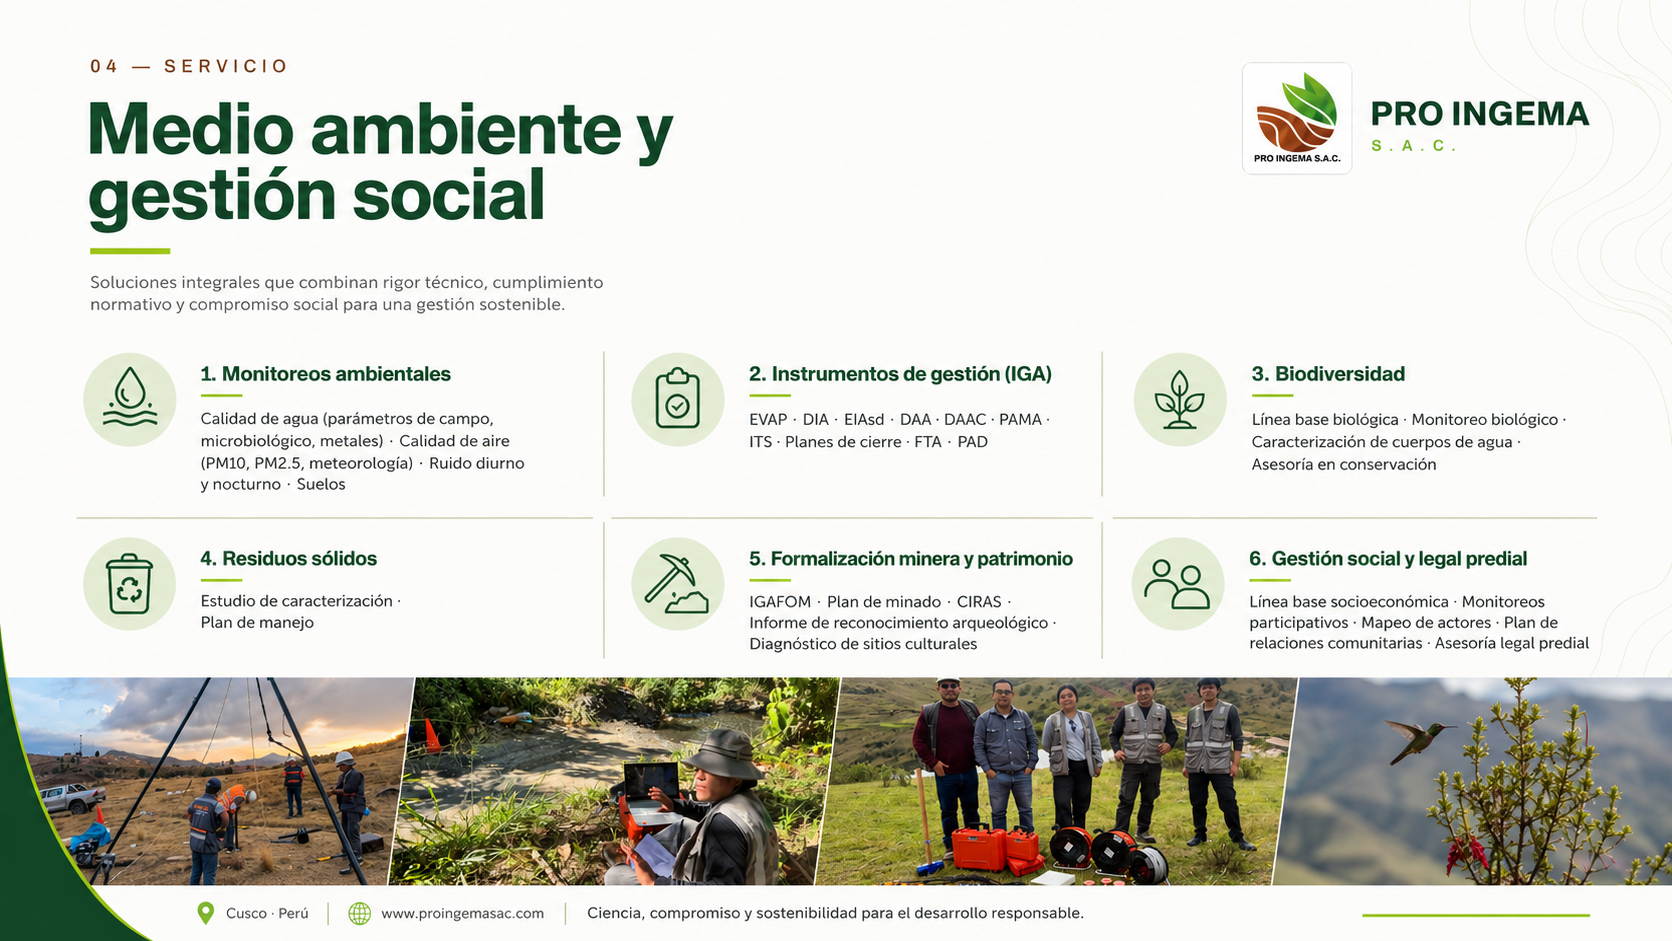 04 — SERVICIO
Medio ambiente y
gestión social
Soluciones integrales que combinan rigor técnico, cumplimiento
normativo y compromiso social para una gestión sostenible.
PRO INGEMA S.A.C.
PRO INGEMA
S.A.C.
1. Monitoreos ambientales
Calidad de agua (parámetros de campo,
microbiológico, metales) · Calidad de aire
(PM10, PM2.5, meteorología) · Ruido diurno
y nocturno · Suelos
2. Instrumentos de gestión (IGA)
EVAP · DIA · EIAsd · DAA · DAAC · PAMA ·
ITS · Planes de cierre · FTA · PAD
3. Biodiversidad
Línea base biológica · Monitoreo biológico ·
Caracterización de cuerpos de agua ·
Asesoría en conservación
4. Residuos sólidos
Estudio de caracterización ·
Plan de manejo
5. Formalización minera y patrimonio
IGAFOM · Plan de minado · CIRAS ·
Informe de reconocimiento arqueológico ·
Diagnóstico de sitios culturales
6. Gestión social y legal predial
Línea base socioeconómica · Monitoreos
participativos · Mapeo de actores · Plan de
relaciones comunitarias · Asesoría legal predial
Cusco · Perú
www.proingemasac.com
Ciencia, compromiso y sostenibilidad para el desarrollo responsable.